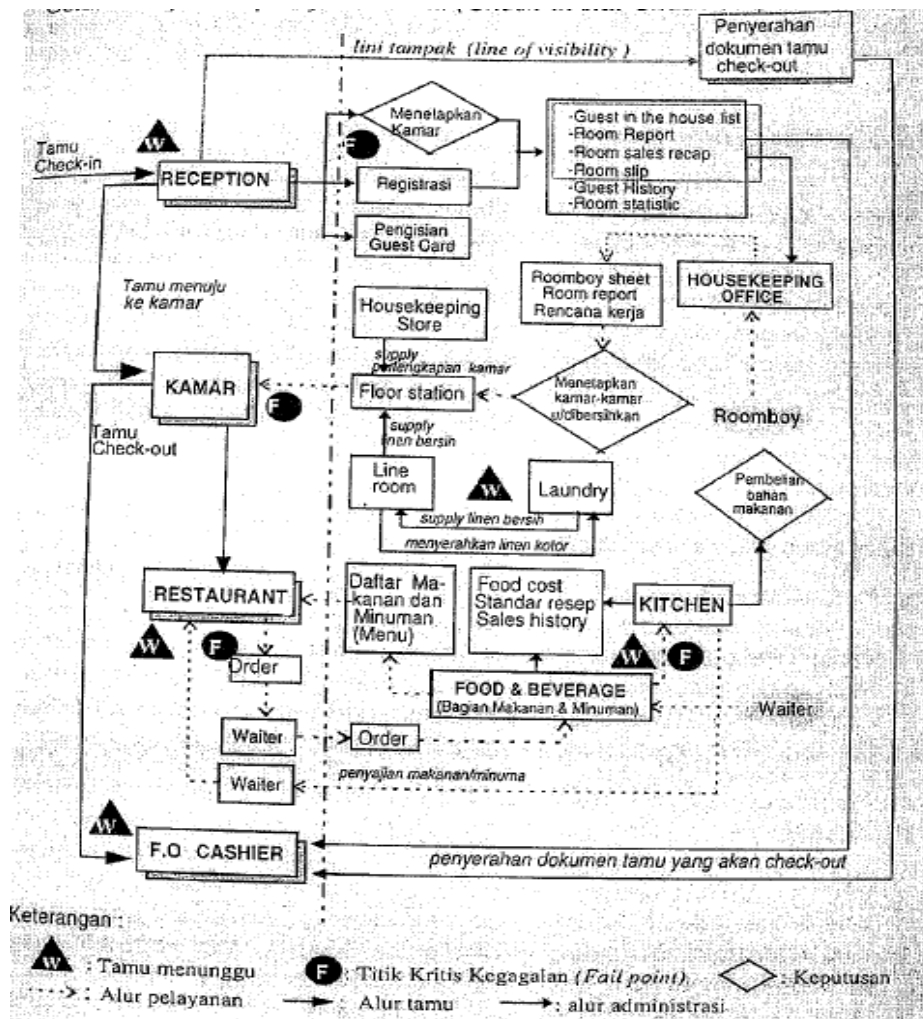 lini tampak (line of visibility )
Penyerahan
dokumen tamu
check-out
Menetapkan
Kamar
-Guest in the house list
-Room Report
-Room sales recap
-Room slip
-Guest History
-Room statistic
W
F
Tamu
Check-in
RECEPTION
Registrasi
Pengisian
Guest Card
Tamu menuju
ke kamar
Housekeeping
Store
Roomboy sheet
Room report
Rencana kerja
HOUSEKEEPING
OFFICE
supply
perlengkapan kamar
KAMAR
F
Floor station
Menetapkan
kamar-kamar
u/dibersihkan
Roomboy
Tamu
Check-out
supply
linen bersih
Line
room
W
Laundry
Pembelian
bahan
makanan
supply linen bersih
menyerahkan linen kotor
RESTAURANT
Daftar Ma-
kanan dan
Minuman
(Menu)
Food cost
Standar resep
Sales history
KITCHEN
W
F
W
F
Order
FOOD & BEVERAGE
(Bagian Makanan & Minuman)
Waiter
Waiter
Order
Waiter
penyajian makanan/minuma
W
F.O CASHIER
penyerahan dokumen tamu yang akan check-out
Keterangan :
W : Tamu menunggu
F : Titik Kritis Kegagalan (Fail point).
: Keputusan
: Alur pelayanan
: Alur tamu
: alur administrasi